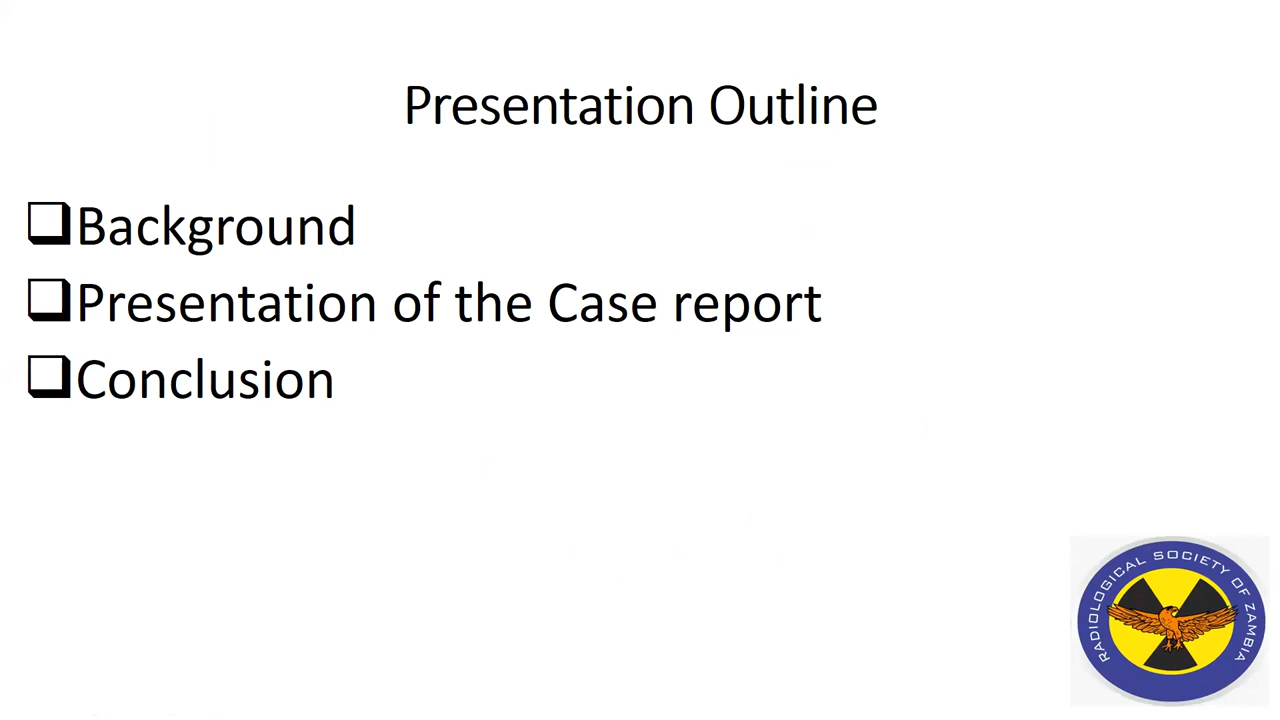 Presentation Outline
❑Background
❑Presentation of the Case report
❑Conclusion
RADIOLOGICAL SOCIETY OF ZAMBIA